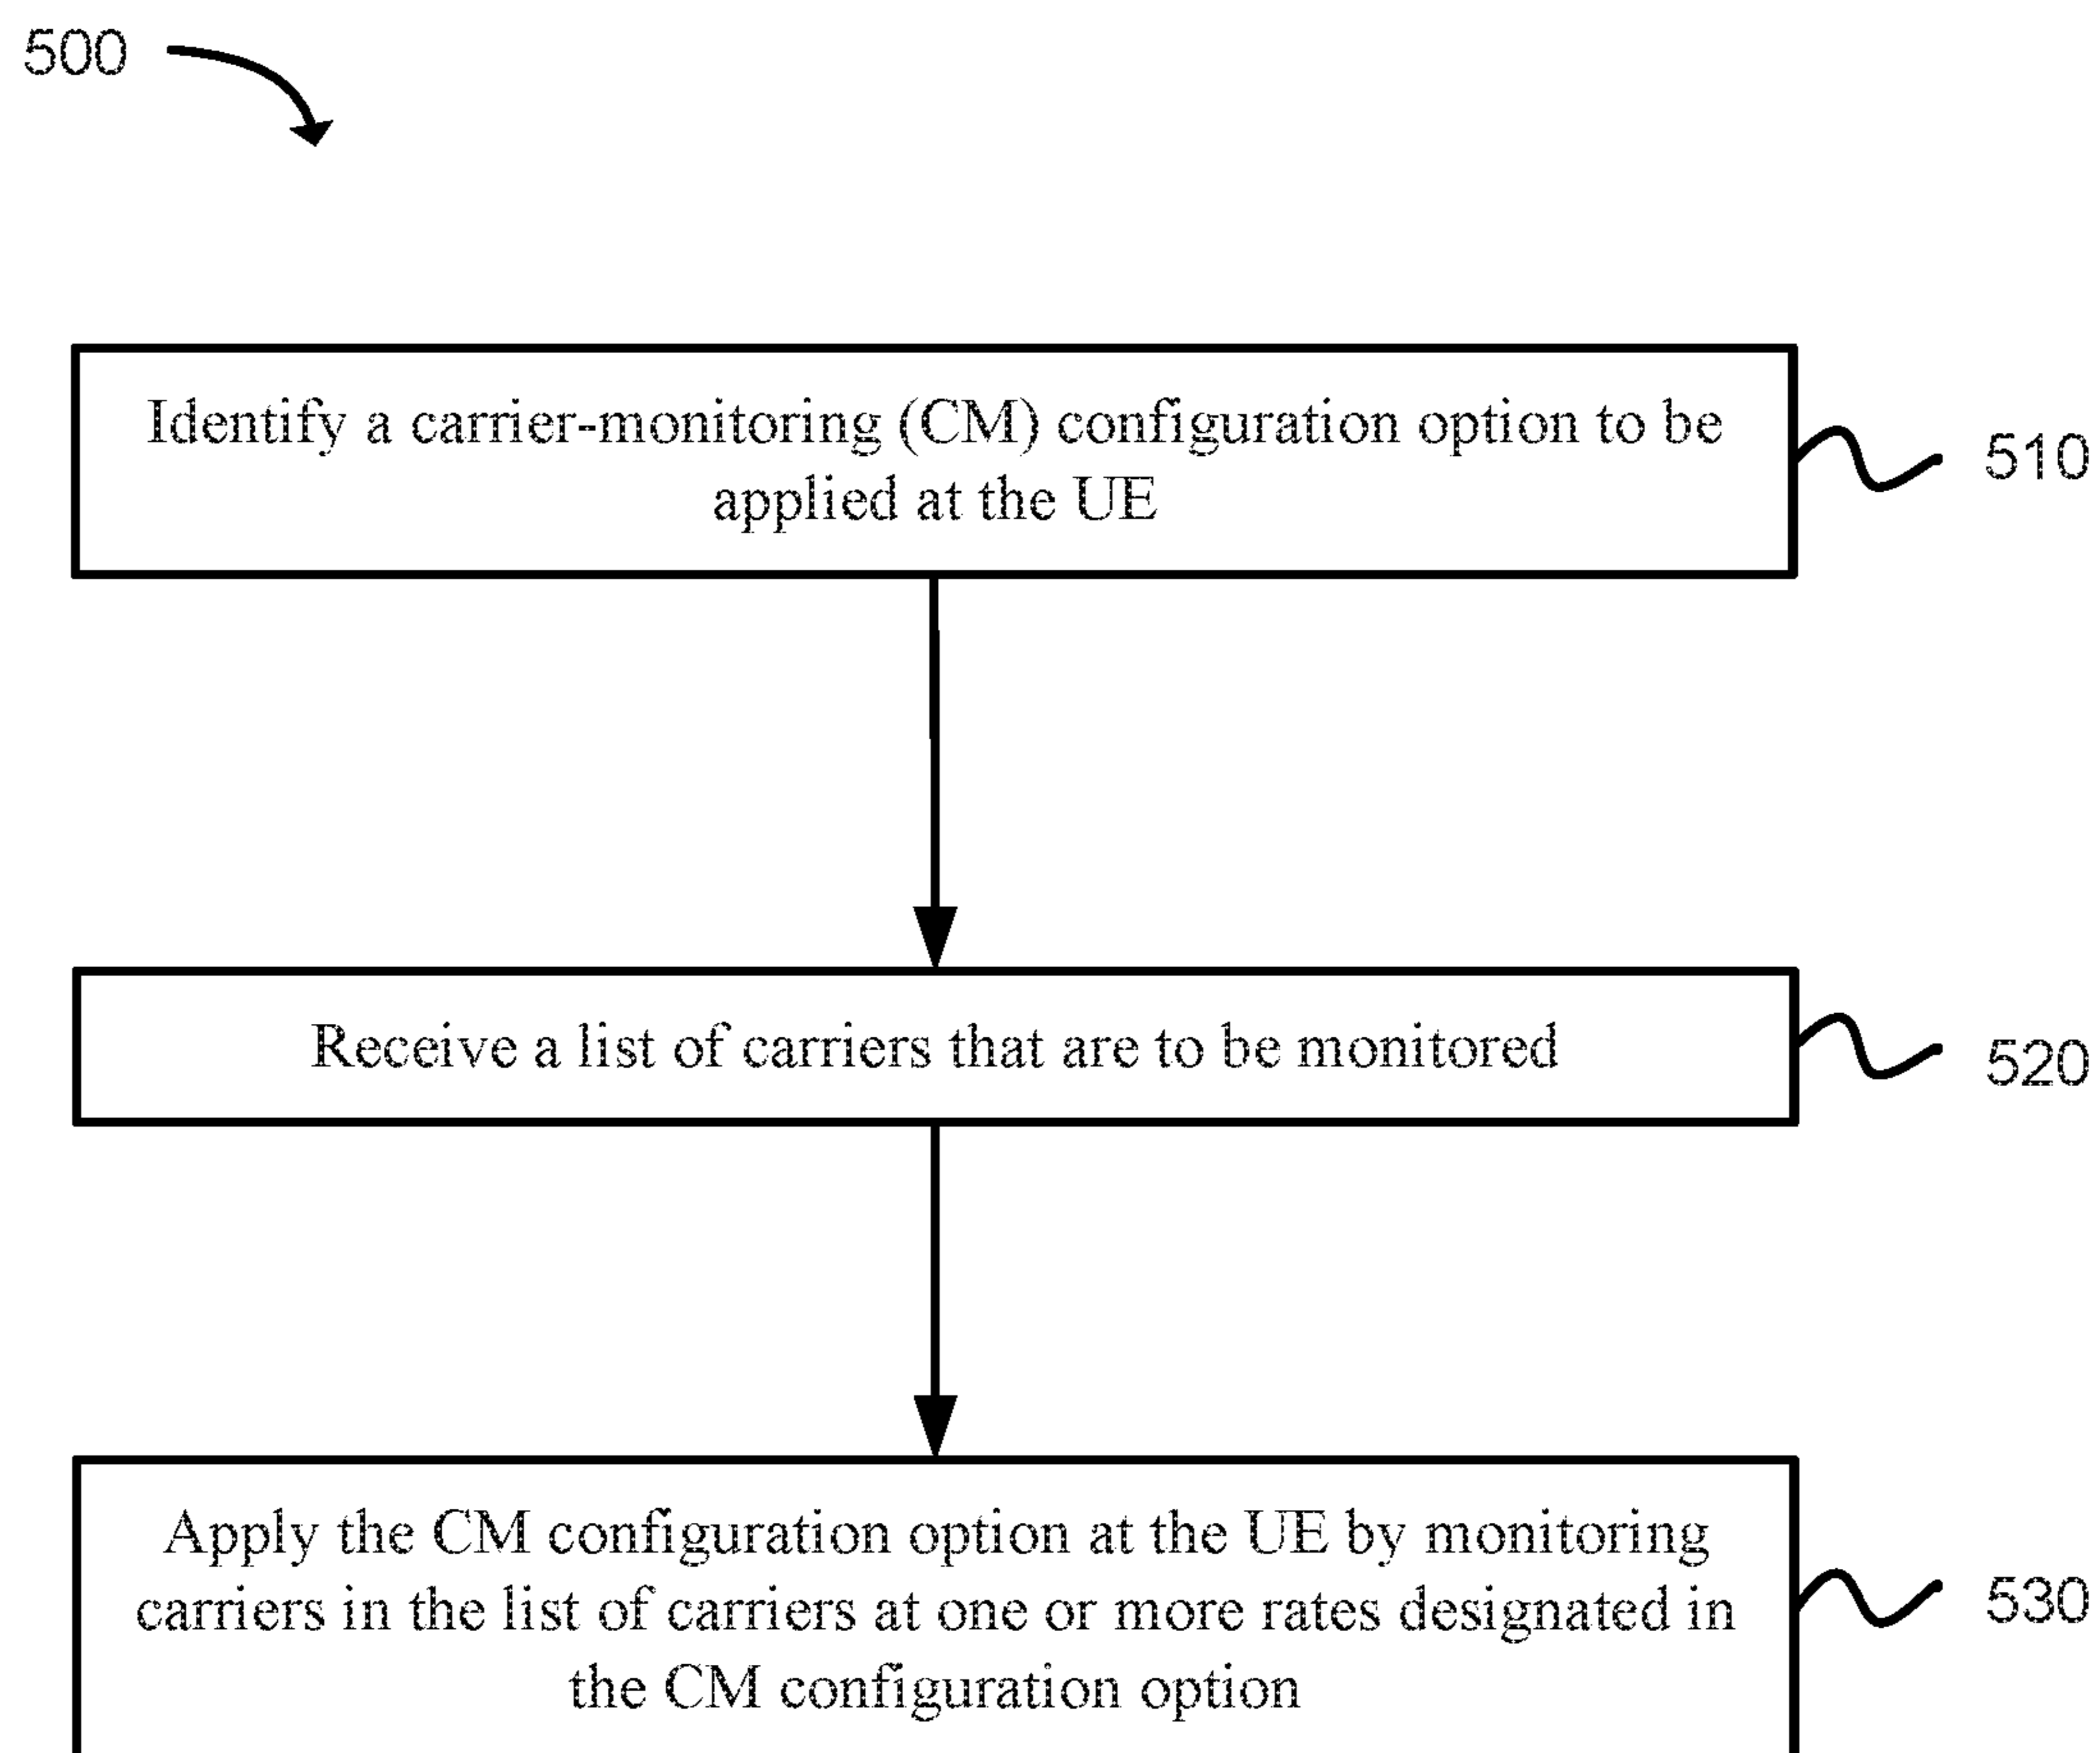 500
Identify a carrier-monitoring (CM) configuration option to be
applied at the UE
510
Receive a list of carriers that are to be monitored
520
Apply the CM configuration option at the UE by monitoring
carriers in the list of carriers at one or more rates designated in
the CM configuration option
530